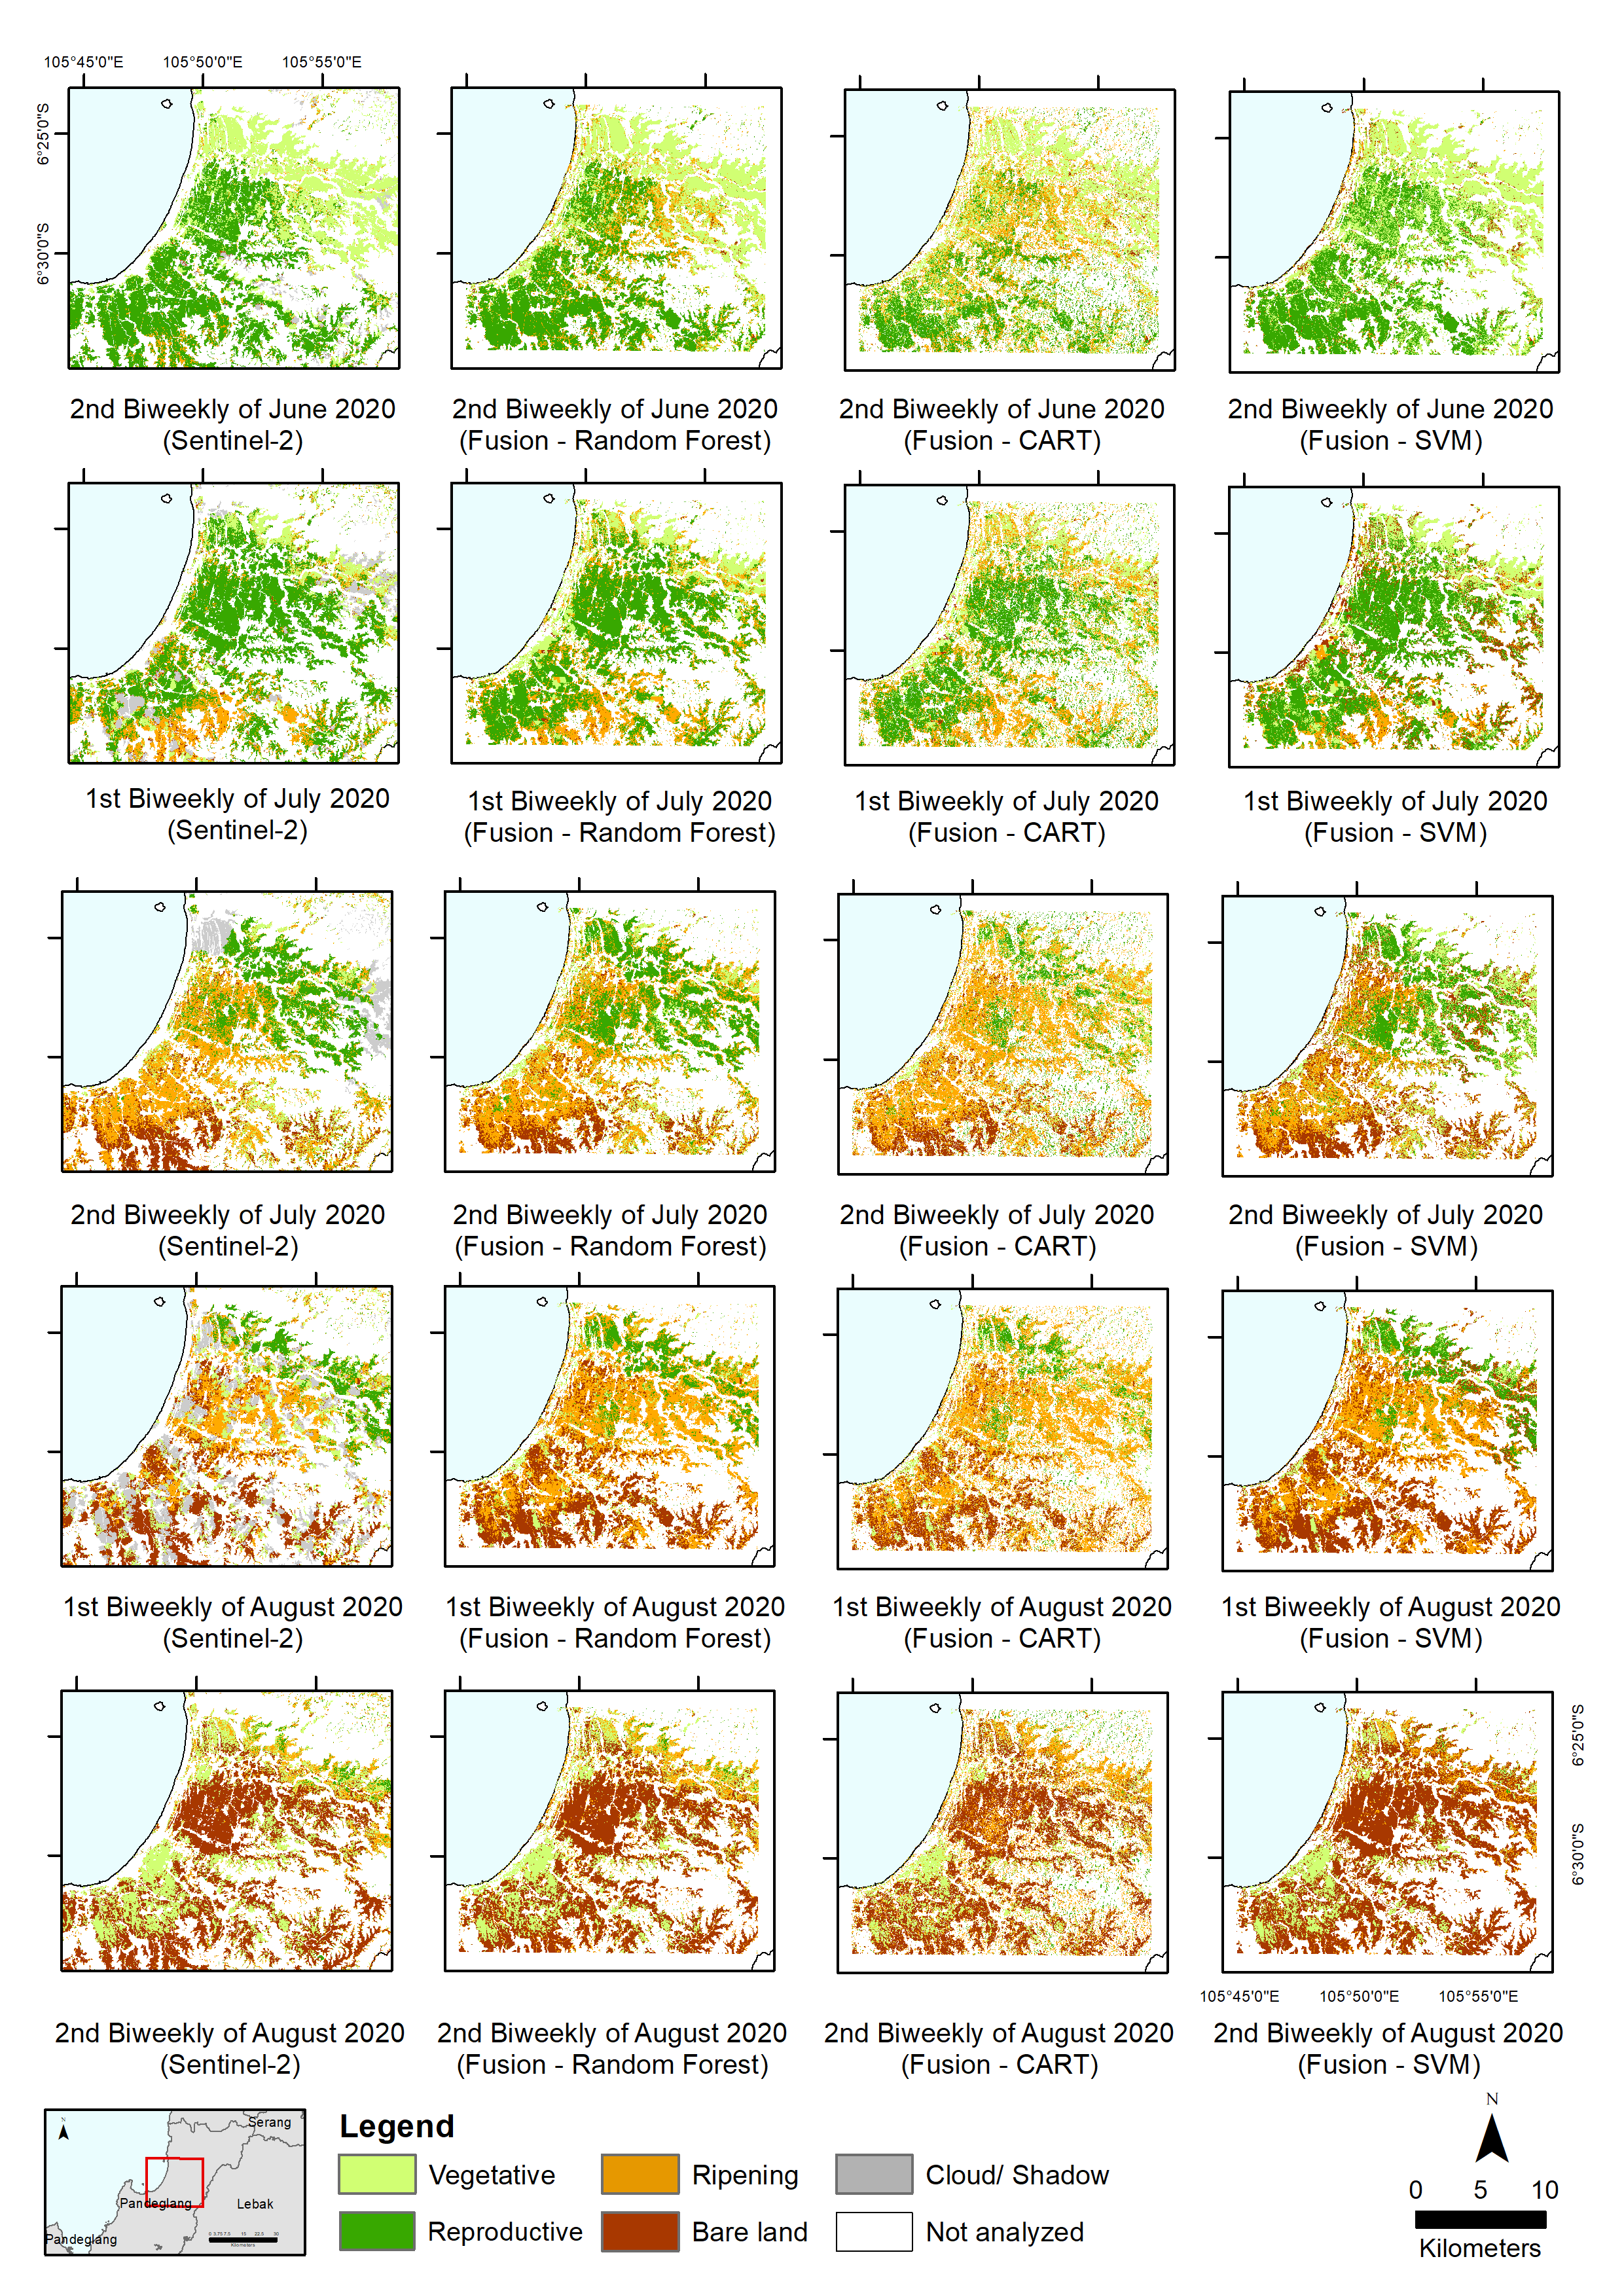 105°45'0"E 105°50'0"E 105°55'0"E
6°25'0"S
6°30'0"S
2nd Biweekly of June 2020
(Sentinel-2)
2nd Biweekly of June 2020
(Fusion - Random Forest)
2nd Biweekly of June 2020
(Fusion - CART)
2nd Biweekly of June 2020
(Fusion - SVM)
1st Biweekly of July 2020
(Sentinel-2)
1st Biweekly of July 2020
(Fusion - Random Forest)
1st Biweekly of July 2020
(Fusion - CART)
1st Biweekly of July 2020
(Fusion - SVM)
2nd Biweekly of July 2020
(Sentinel-2)
2nd Biweekly of July 2020
(Fusion - Random Forest)
2nd Biweekly of July 2020
(Fusion - CART)
2nd Biweekly of July 2020
(Fusion - SVM)
1st Biweekly of August 2020
(Sentinel-2)
1st Biweekly of August 2020
(Fusion - Random Forest)
1st Biweekly of August 2020
(Fusion - CART)
1st Biweekly of August 2020
(Fusion - SVM)
6°25'0"S
6°30'0"S
105°45'0"E 105°50'0"E 105°55'0"E
2nd Biweekly of August 2020
(Sentinel-2)
2nd Biweekly of August 2020
(Fusion - Random Forest)
2nd Biweekly of August 2020
(Fusion - CART)
2nd Biweekly of August 2020
(Fusion - SVM)
N
Serang
Pandeglang
Lebak
Pandeglang
0 3.75 7.5 15 22.5 30
Kilometers
Legend
Vegetative
Ripening
Cloud/ Shadow
Reproductive
Bare land
Not analyzed
N
0 5 10
Kilometers